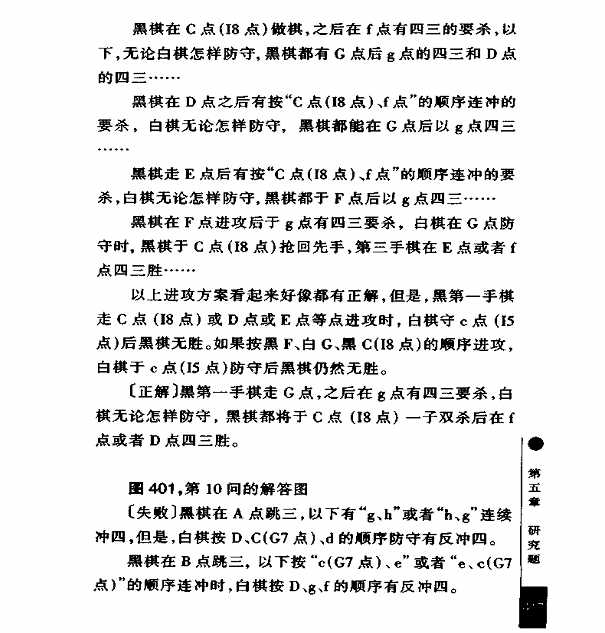 黑棋在 C 点(I8 点)做棋,之后在 f 点有四三的要杀,以
下,无论白棋怎样防守,黑棋都有 G 点后 g 点的四三和 D 点
的四三……
黑棋在 D 点之后有按“C 点(I8 点)、f 点”的顺序连冲的
要杀，白棋无论怎样防守，黑棋都能在 G 点后以 g 点四三
……
黑棋走 E 点后有按“C 点(I8 点)、f 点”的顺序连冲的要
杀,白棋无论怎样防守,黑棋都于 F 点后以 g 点四三……
黑棋在 F 点进攻后于 g 点有四三要杀，白棋在 G 点防
守时,黑棋于 C 点(I8 点)抢回先手,第三手棋在 E 点或者 f
点四三胜……
以上进攻方案看起来好像都有正解,但是,黑第一手棋
走 C 点 (I8 点) 或 D 点或 E 点等点进攻时，白棋守 c 点 (I5
点)后黑棋无胜。如果按黑 F、白 G、黑 C(I8 点)的顺序进攻,
白棋于 c 点(I5 点)防守后黑棋仍然无胜。
〔正解〕黑第一手棋走 G 点,之后在 g 点有四三要杀,白
棋无论怎样防守，黑棋都将于 C 点 (I8 点) 一子双杀后在 f
点或者 D 点四三胜。
图 401,第 10 问的解答图
〔失败〕黑棋在 A 点跳三,以下有“g、h”或者“h、g”连续
冲四,但是,白棋按 D、C(G7 点)、d 的顺序防守有反冲四。
黑棋在 B 点跳三，以下按 “c(G7 点)、e” 或者 “e、c(G7
点)”的顺序连冲时,白棋按 D、g、f 的顺序有反冲四。
第五章 研究题